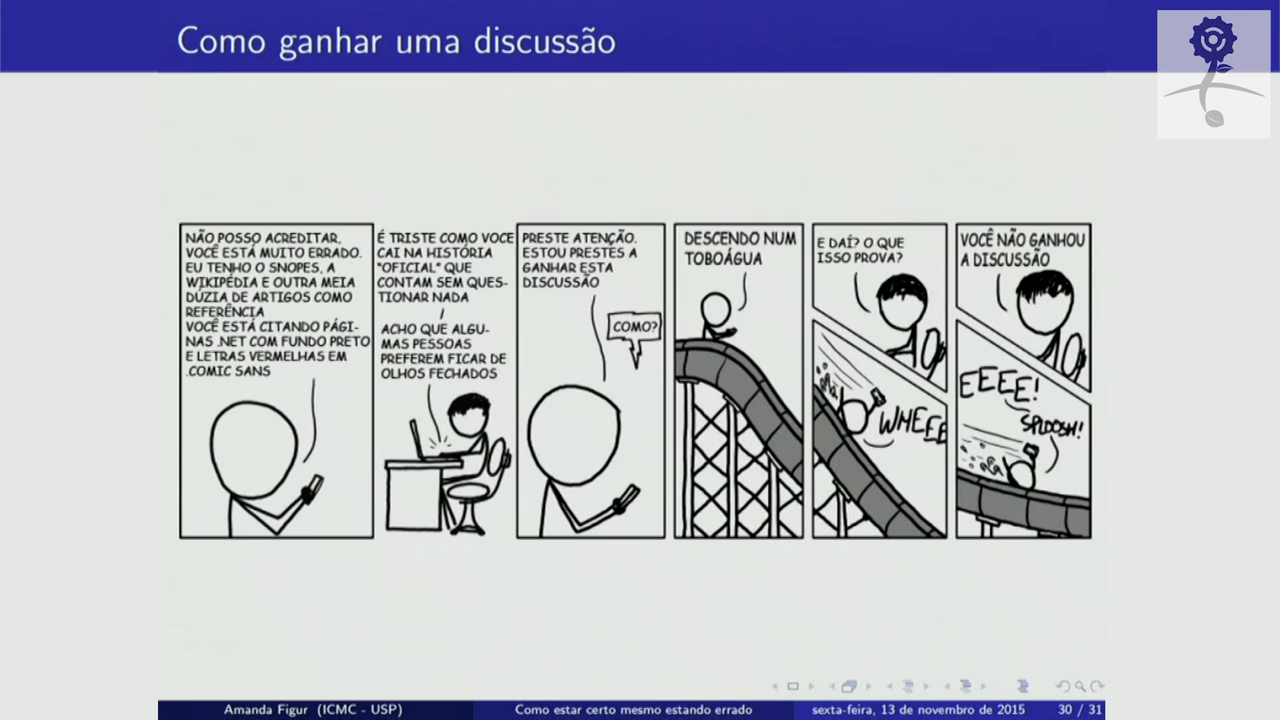 Como ganhar uma discussão
NÃO POSSO ACREDITAR,
VOCÊ ESTÁ MUITO ERRADO.
EU TENHO O SNOPES, A
WIKIPÉDIA E OUTRA MEIA
DÚZIA DE ARTIGOS COMO
REFERÊNCIA
VOCÊ ESTÁ CITANDO PÁGI-
NAS .NET COM FUNDO PRETO
E LETRAS VERMELHAS EM
.COMIC SANS
É TRISTE COMO VOCE
CAI NA HISTÓRIA
"OFICIAL" QUE
CONTAM SEM QUES-
TIONAR NADA
ACHO QUE ALGU-
MAS PESSOAS
PREFEREM FICAR DE
OLHOS FECHADOS
PRESTE ATENÇÃO.
ESTOU PRESTES A
GANHAR ESTA
DISCUSSÃO
COMO?
DESCENDO NUM
TOBOÁGUA
E DAÍ? O QUE
ISSO PROVA?
WHEEE
VOCÊ NÃO GANHOU
A DISCUSSÃO
EEEE!
SPLOOSH!
Amanda Figur (ICMC - USP)
Como estar certo mesmo estando errado
sexta-feira, 13 de novembro de 2015
30 / 31